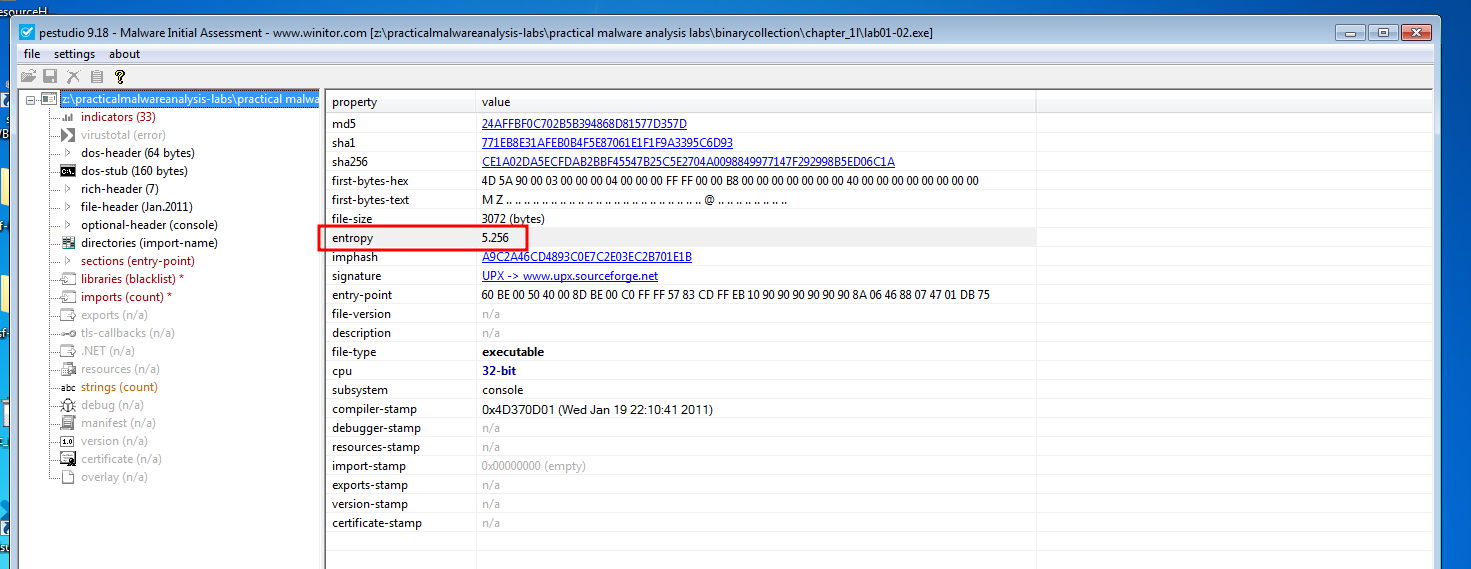 esourceH
pestudio 9.18 - Malware Initial Assessment - www.winitor.com [z:\practicalmalwareanalysis-labs\practical malware analysis labs\binarycollection\chapter_1l\lab01-02.exe]
file settings about
z:\practicalmalwareanalysis-labs\practical malwa
indicators (33)
virustotal (error)
dos-header (64 bytes)
dos-stub (160 bytes)
rich-header (7)
file-header (Jan.2011)
optional-header (console)
directories (import-name)
sections (entry-point)
libraries (blacklist) *
imports (count) *
exports (n/a)
tls-callbacks (n/a)
.NET (n/a)
resources (n/a)
abc strings (count)
debug (n/a)
manifest (n/a)
1.0 version (n/a)
certificate (n/a)
overlay (n/a)
property value
md5 24AFFBF0C702B5B394868D81577D357D
sha1 771EB8E31AFEB0B4F5E87061E1F1F9A3395C6D93
sha256 CE1A02DA5ECFDAB2BBF45547B25C5E2704A0098849977147F292998B5ED06C1A
first-bytes-hex 4D 5A 90 00 03 00 00 00 04 00 00 00 FF FF 00 00 B8 00 00 00 00 00 00 00 40 00 00 00 00 00 00 00
first-bytes-text M Z .. .. .. .. .. .. .. .. .. .. .. .. .. .. .. .. .. .. .. .. .. .. @ .. .. .. .. .. .. ..
file-size 3072 (bytes)
entropy 5.256
imphash A9C2A46CD4893C0E7C2E03EC2B701E1B
signature UPX -> www.upx.sourceforge.net
entry-point 60 BE 00 50 40 00 8D BE 00 C0 FF FF 57 83 CD FF EB 10 90 90 90 90 90 90 8A 06 46 88 07 47 01 DB 75
file-version n/a
description n/a
file-type executable
cpu 32-bit
subsystem console
compiler-stamp 0x4D370D01 (Wed Jan 19 22:10:41 2011)
debugger-stamp n/a
resources-stamp n/a
import-stamp 0x00000000 (empty)
exports-stamp n/a
version-stamp n/a
certificate-stamp n/a